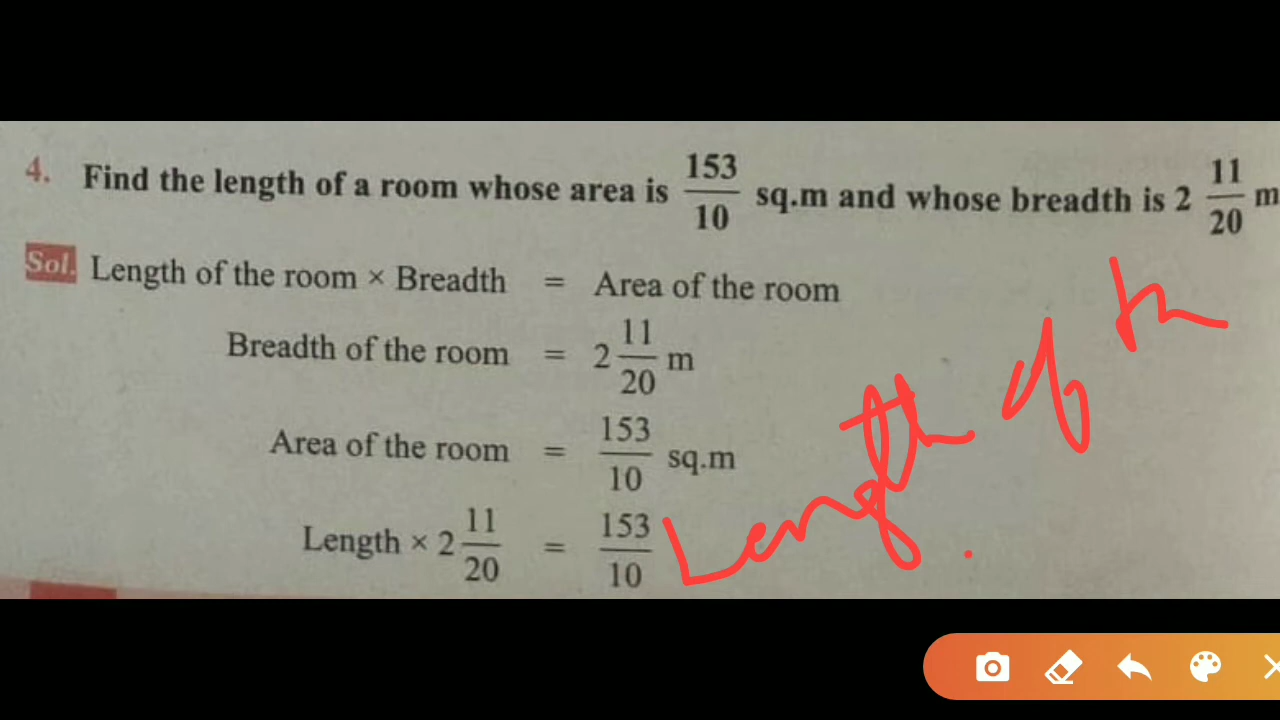 4. Find the length of a room whose area is 153/10 sq.m and whose breadth is 2 11/20 m
Sol. Length of the room × Breadth = Area of the room
Breadth of the room = 2 11/20 m
Area of the room = 153/10 sq.m
Length × 2 11/20 = 153/10
Length of th